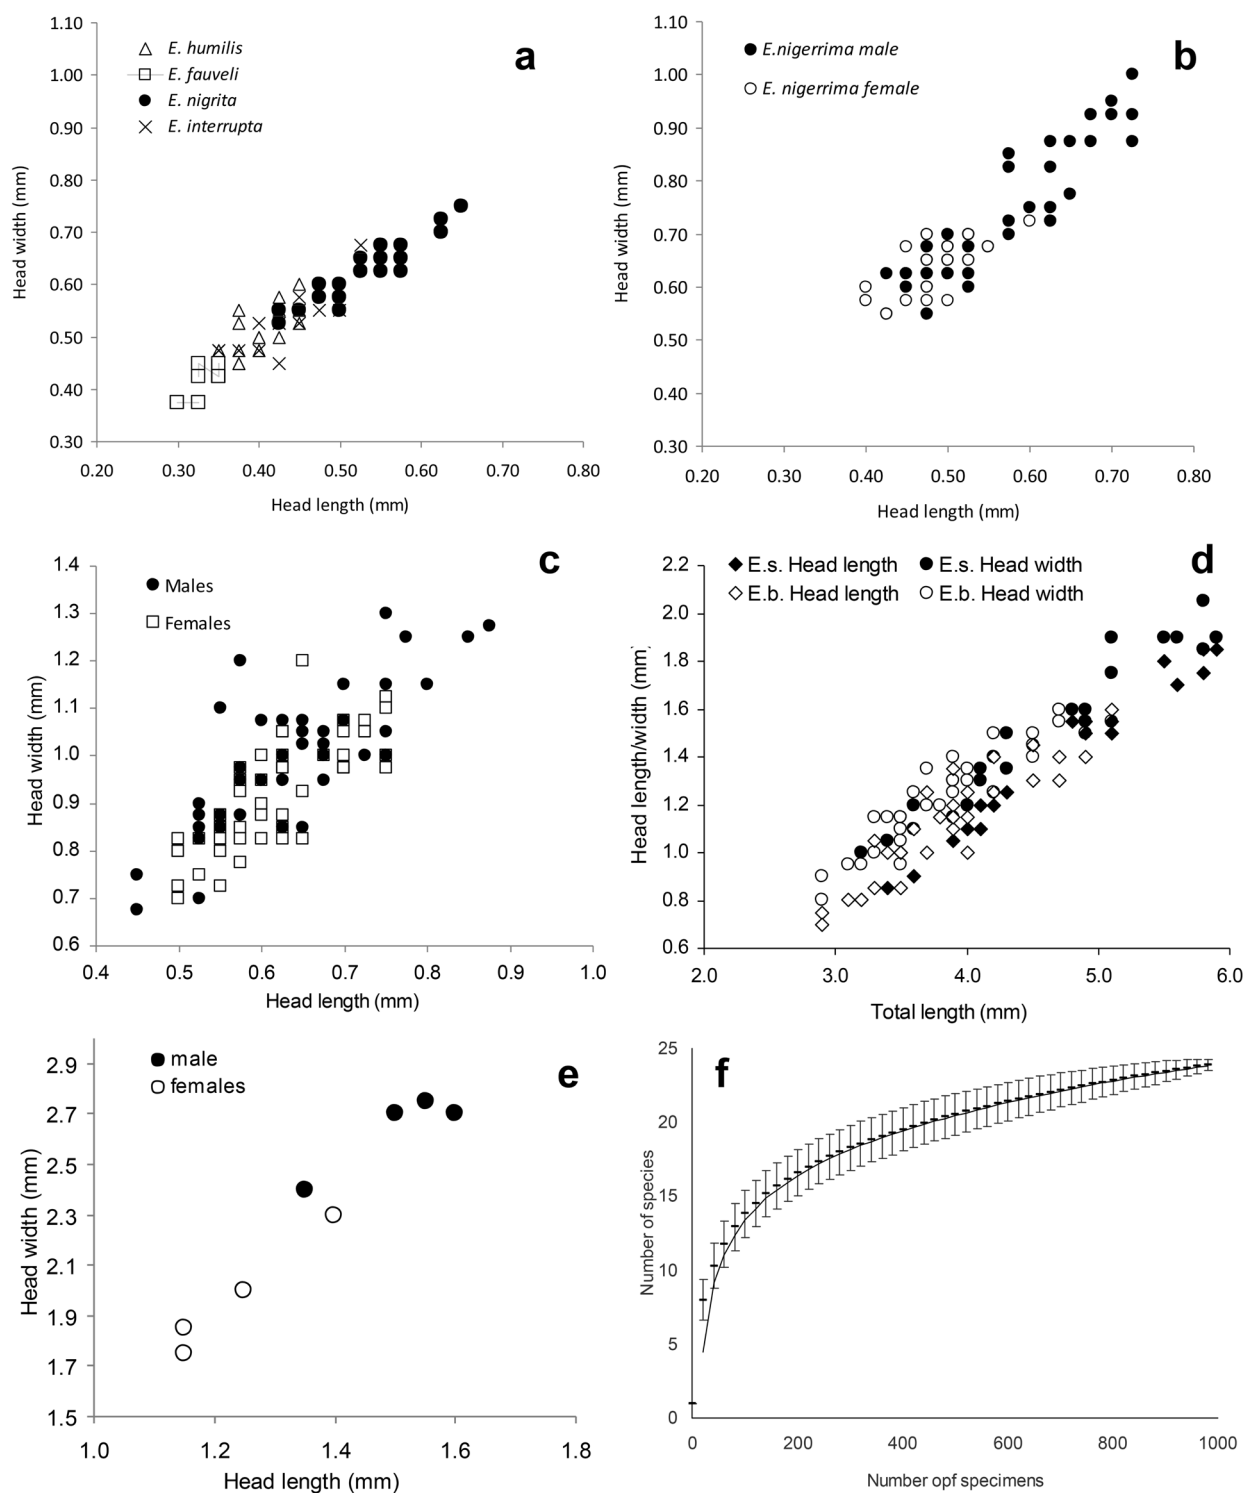 a
E. humilis
E. fauveli
E. nigrita
E. interrupta
1.10
1.00
0.90
0.80
0.70
0.60
0.50
0.40
0.30
Head width (mm)
0.20 0.30 0.40 0.50 0.60 0.70 0.80
Head length (mm)
b
E.nigerrima male
E. nigerrima female
1.10
1.00
0.90
0.80
0.70
0.60
0.50
0.40
0.30
Head width (mm)
0.20 0.30 0.40 0.50 0.60 0.70 0.80
Head length (mm)
c
Males
Females
1.4
1.3
1.2
1.1
1.0
0.9
0.8
0.7
0.6
Head width (mm)
0.4 0.5 0.6 0.7 0.8 0.9 1.0
Head length (mm)
d
E.s. Head length E.s. Head width
E.b. Head length E.b. Head width
2.2
2.0
1.8
1.6
1.4
1.2
1.0
0.8
0.6
Head length/width (mm)
2.0 3.0 4.0 5.0 6.0
Total length (mm)
e
male
females
2.9
2.7
2.5
2.3
2.1
1.9
1.7
1.5
Head width (mm)
1.0 1.2 1.4 1.6 1.8
Head length (mm)
f
25
20
15
10
5
0
Number of species
0 200 400 600 800 1000
Number opf specimens